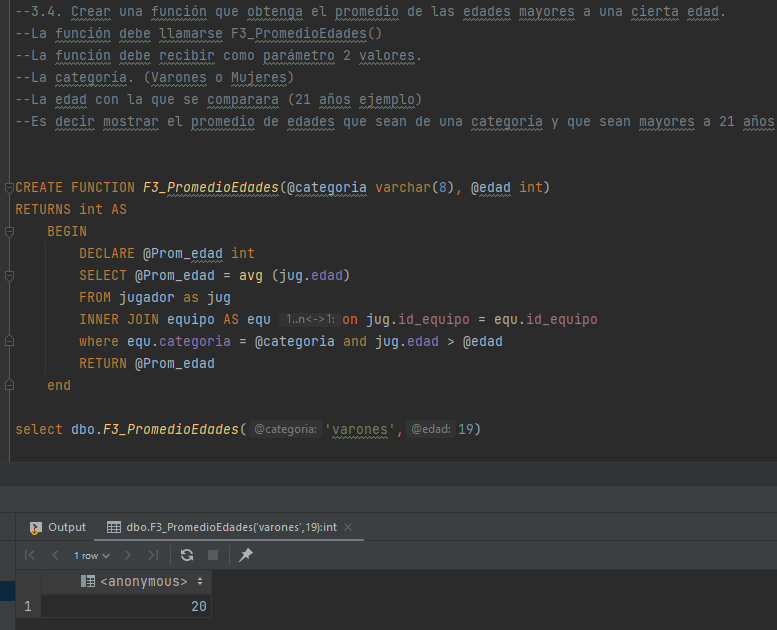 --3.4. Crear una función que obtenga el promedio de las edades mayores a una cierta edad.
--La función debe llamarse F3_PromedioEdades()
--La función debe recibir como parámetro 2 valores.
--La categoría. (Varones o Mujeres)
--La edad con la que se comparara (21 años ejemplo)
--Es decir mostrar el promedio de edades que sean de una categoría y que sean mayores a 21 años
CREATE FUNCTION F3_PromedioEdades(@categoria varchar(8), @edad int)
RETURNS int AS
BEGIN
DECLARE @Prom_edad int
SELECT @Prom_edad = avg (jug.edad)
FROM jugador as jug
INNER JOIN equipo AS equ 1..n<->1: on jug.id_equipo = equ.id_equipo
where equ.categoria = @categoria and jug.edad > @edad
RETURN @Prom_edad
end
select dbo.F3_PromedioEdades( @categoria: 'varones', @edad: 19)
Output dbo.F3_PromedioEdades('varones',19):int
1 row
<anonymous>
1 20